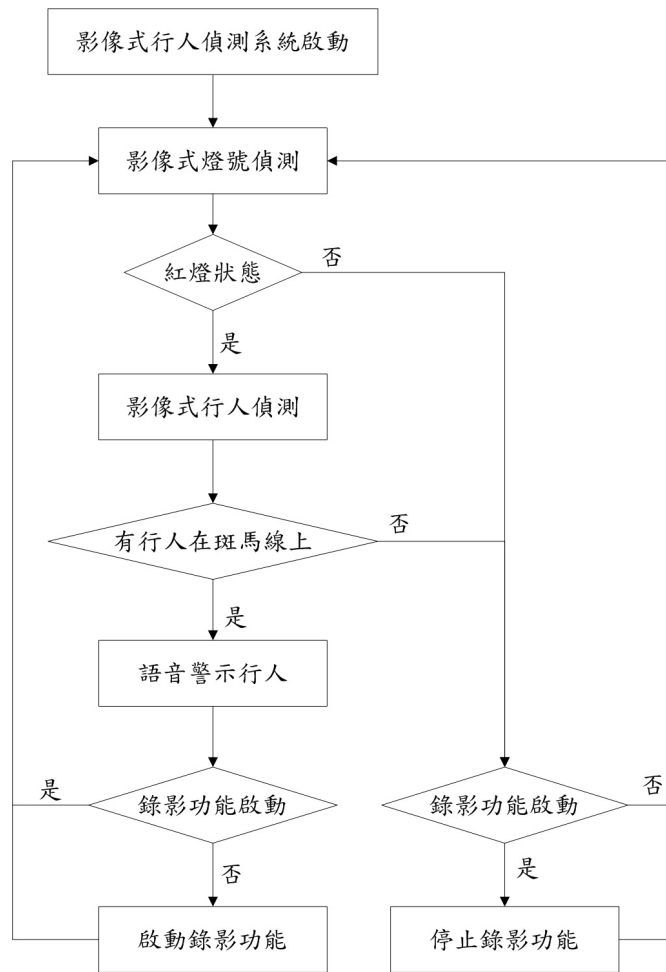 影像式行人偵測系統啟動
影像式燈號偵測
紅燈狀態
否
是
影像式行人偵測
有行人在斑馬線上
否
是
語音警示行人
是
錄影功能啟動
錄影功能啟動
否
否
是
啟動錄影功能
停止錄影功能